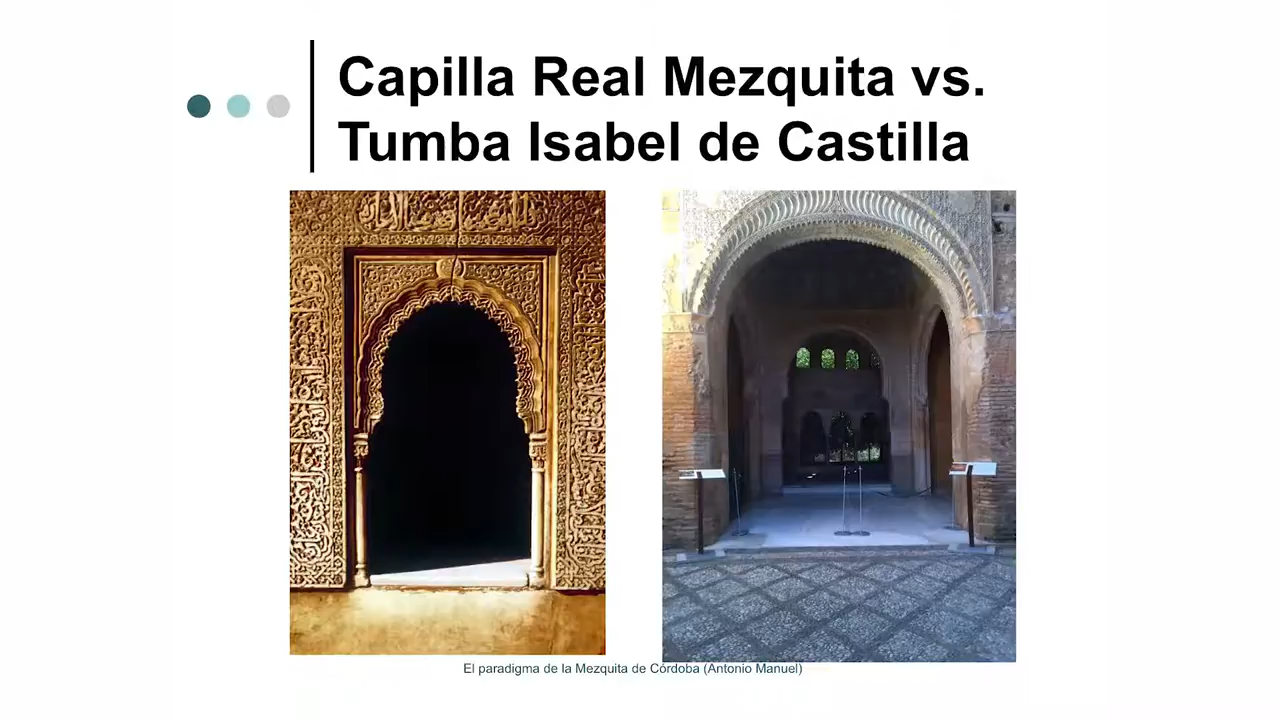 Capilla Real Mezquita vs.
Tumba Isabel de Castilla
El paradigma de la Mezquita de Córdoba (Antonio Manuel)